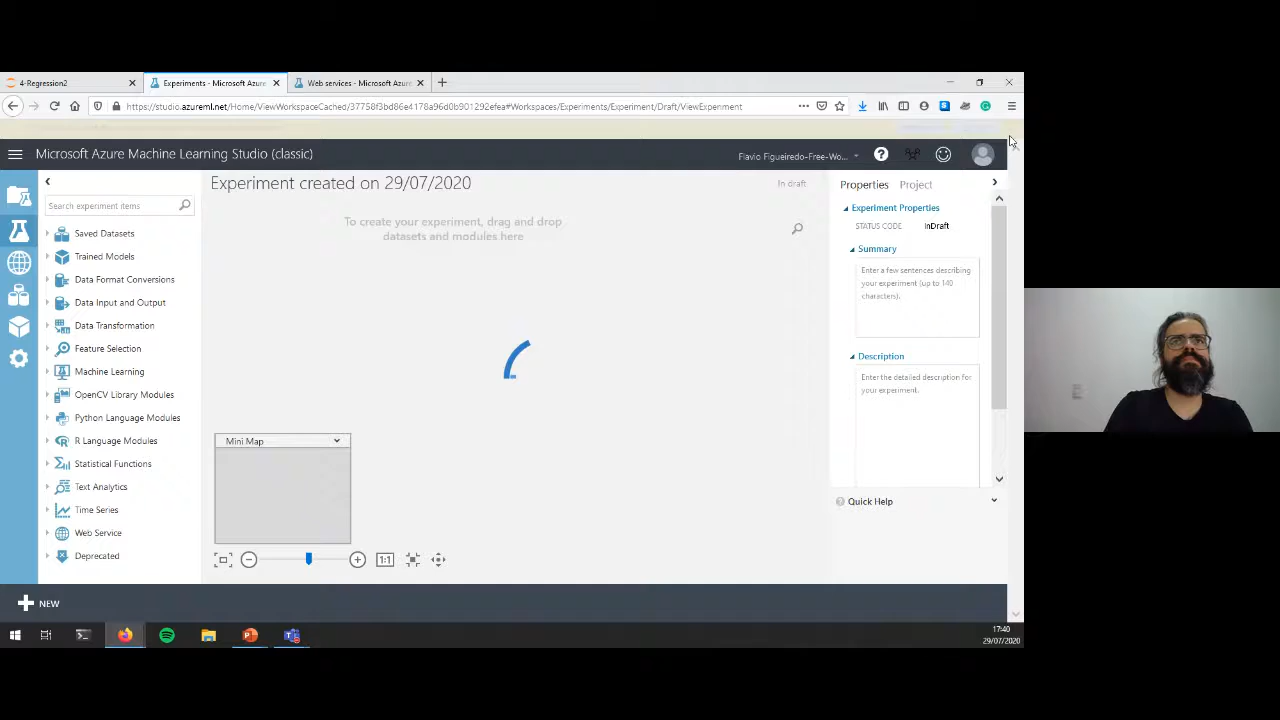 4-Regression2
Experiments - Microsoft Azure
Web services - Microsoft Azure
https://studio.azureml.net/Home/ViewWorkspaceCached/37758f3bd86e4178a96d0b901292efea#Workspaces/Experiments/Experiment/Draft/ViewExperiment
Microsoft Azure Machine Learning Studio (classic)
Flavio Figueiredo-Free-Wo...
Search experiment items
Saved Datasets
Trained Models
Data Format Conversions
Data Input and Output
Data Transformation
Feature Selection
Machine Learning
OpenCV Library Modules
Python Language Modules
R Language Modules
Statistical Functions
Text Analytics
Time Series
Web Service
Deprecated
Experiment created on 29/07/2020
In draft
To create your experiment, drag and drop
datasets and modules here
Mini Map
1:1
Properties
Project
Experiment Properties
STATUS CODE
InDraft
Summary
Enter a few sentences describing
your experiment (up to 140
characters).
Description
Enter the detailed description for
your experiment.
Quick Help
NEW
17:40
29/07/2020